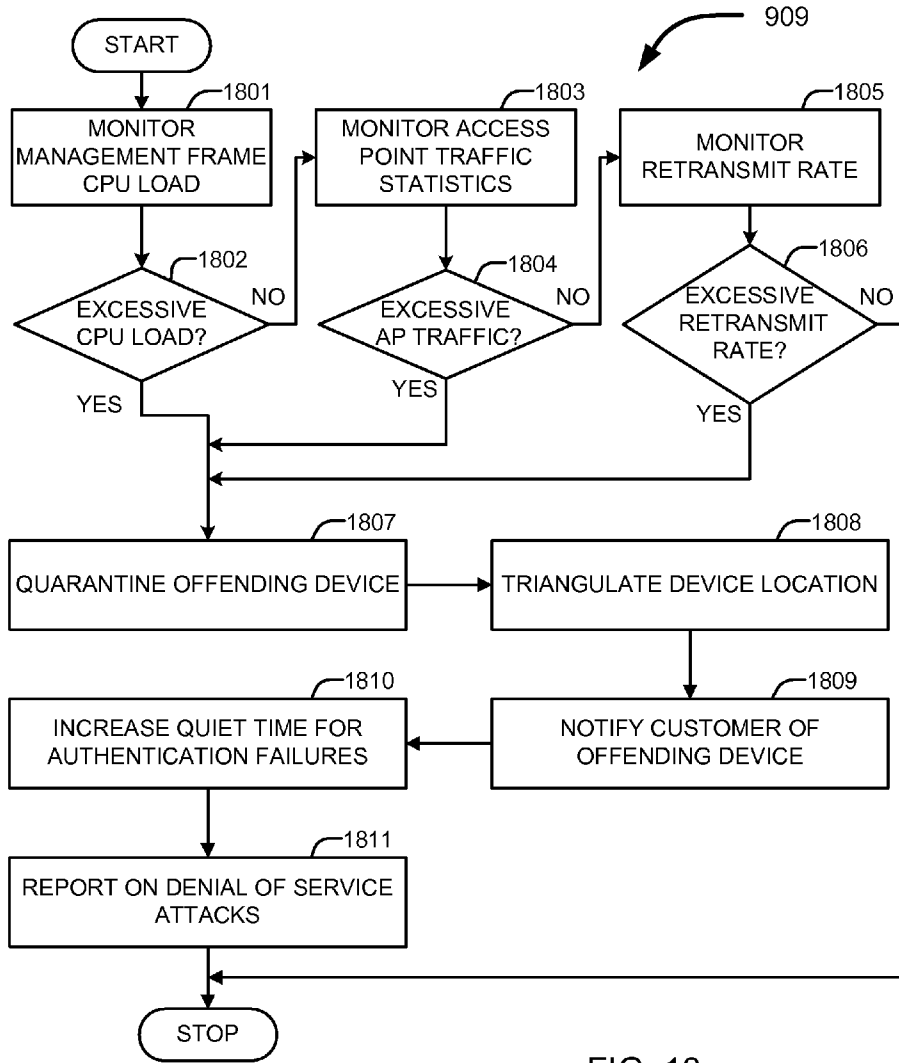 START
909
1801
MONITOR
MANAGEMENT FRAME
CPU LOAD
1803
MONITOR ACCESS
POINT TRAFFIC
STATISTICS
1805
MONITOR
RETRANSMIT RATE
1802
EXCESSIVE
CPU LOAD?
NO
YES
1804
EXCESSIVE
AP TRAFFIC?
NO
YES
1806
EXCESSIVE
RETRANSMIT
RATE?
NO
YES
1807
QUARANTINE OFFENDING DEVICE
1808
TRIANGULATE DEVICE LOCATION
1810
INCREASE QUIET TIME FOR
AUTHENTICATION FAILURES
1809
NOTIFY CUSTOMER OF
OFFENDING DEVICE
1811
REPORT ON DENIAL OF SERVICE
ATTACKS
STOP